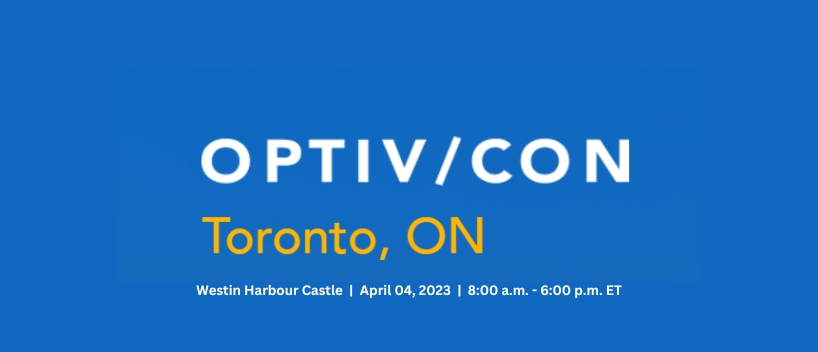 OPTIV/CON
Toronto, ON
Westin Harbour Castle | April 04, 2023 | 8:00 a.m. - 6:00 p.m. ET